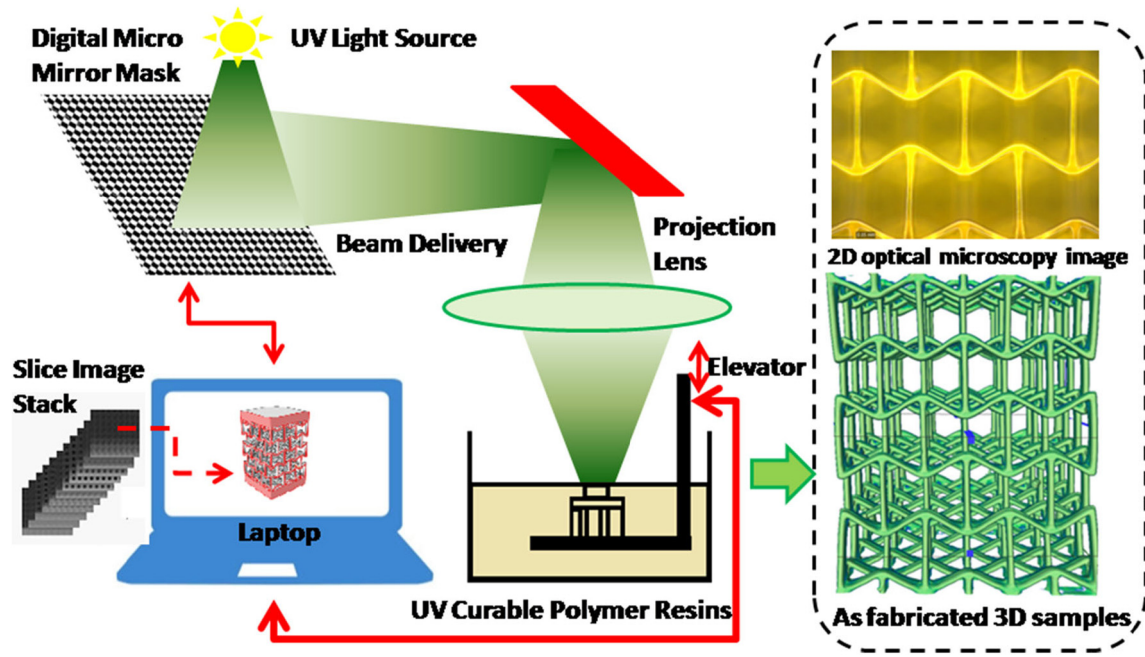 Digital Micro
Mirror Mask
UV Light Source
Beam Delivery
Projection
Lens
2D optical microscopy image
Slice Image
Stack
Elevator
Laptop
UV Curable Polymer Resins
As fabricated 3D samples